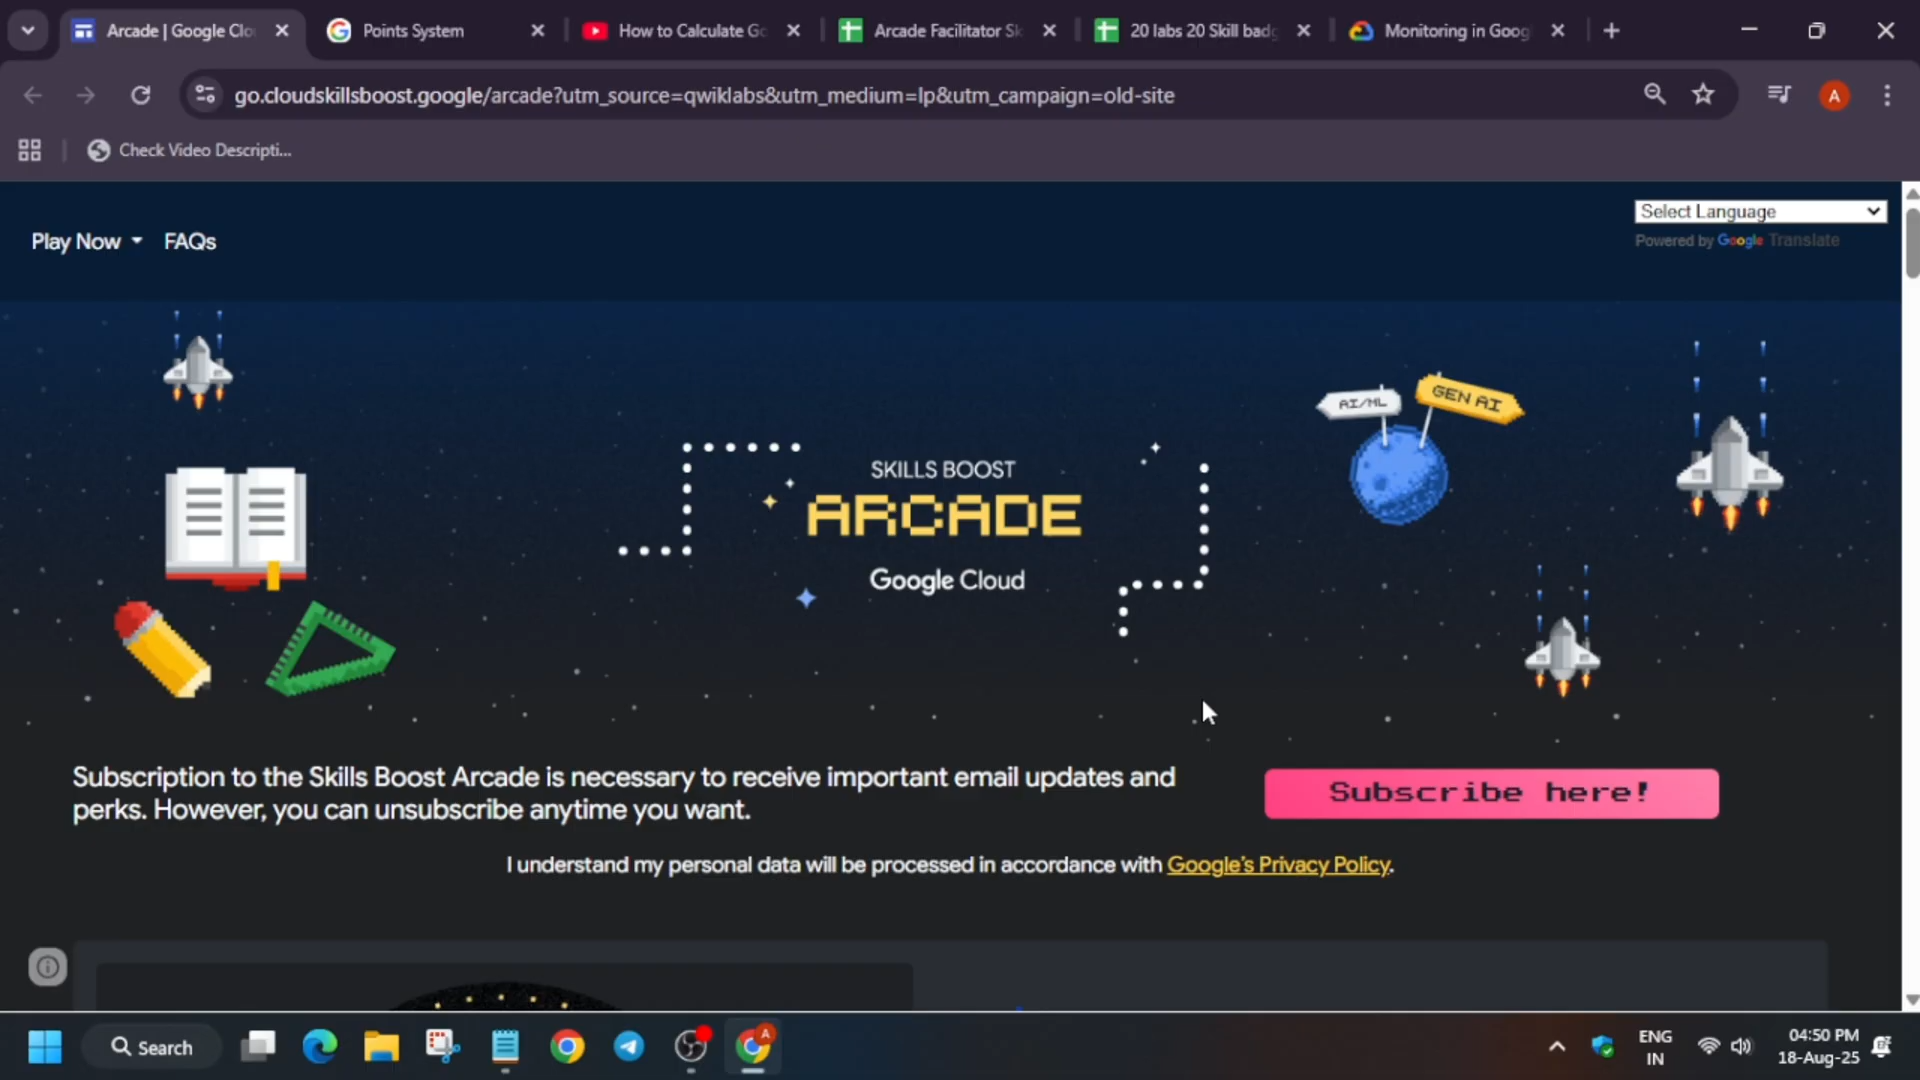 Arcade | Google Clo
Points System
How to Calculate Go
Arcade Facilitator Sk
20 labs 20 Skill badg
Monitoring in Goog
go.cloudskillsboost.google/arcade?utm_source=qwiklabs&utm_medium=lp&utm_campaign=old-site
A
Check Video Descripti...
Play Now
FAQs
Select Language
Powered by Google Translate
AI/ML
GEN AI
SKILLS BOOST
ARCADE
Google Cloud
Subscription to the Skills Boost Arcade is necessary to receive important email updates and
perks. However, you can unsubscribe anytime you want.
Subscribe here!
I understand my personal data will be processed in accordance with Google's Privacy Policy.
Search
A
ENG
IN
04:50 PM
18-Aug-25